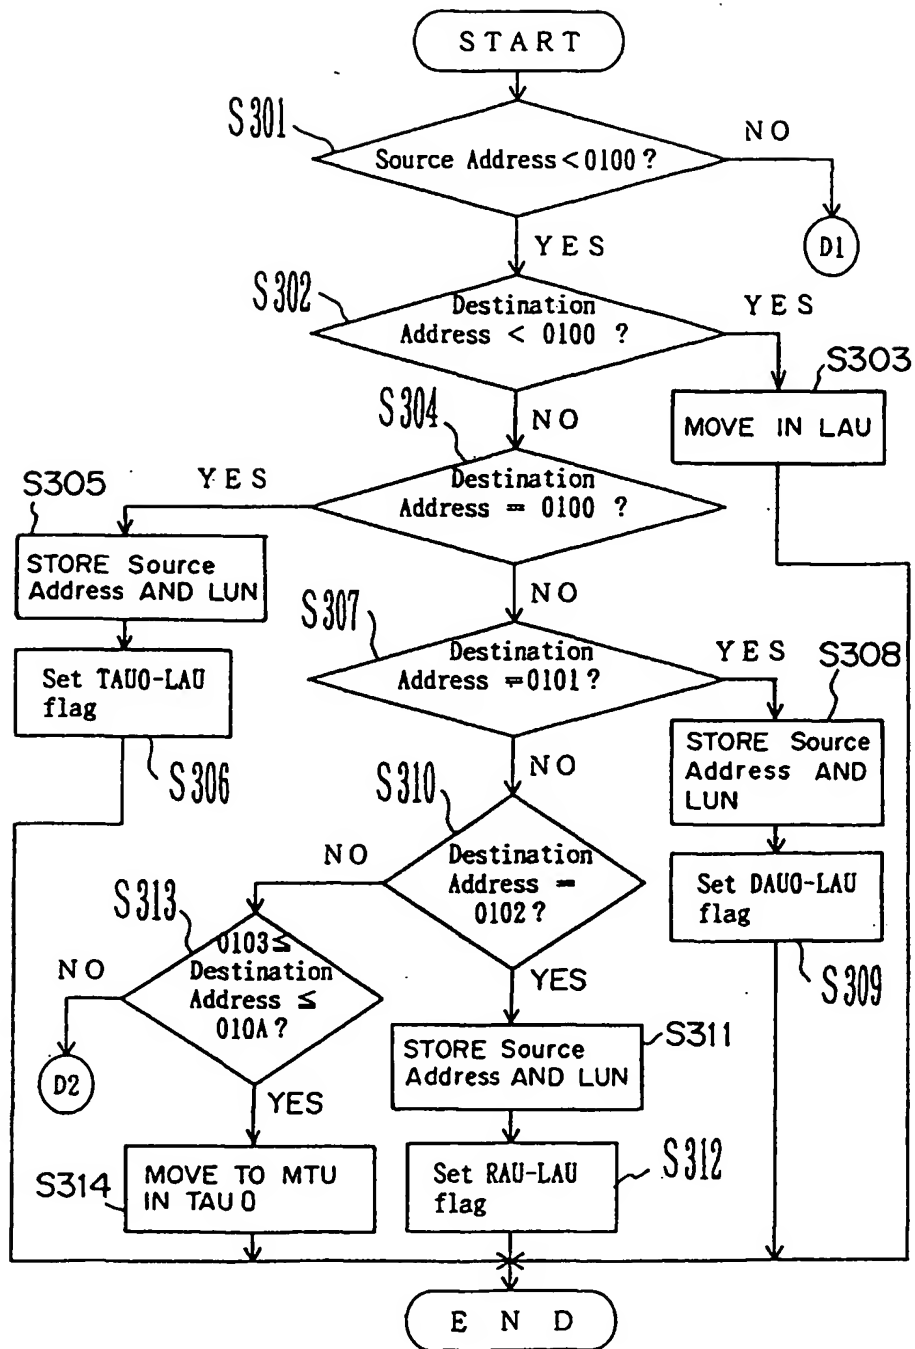 START
S301
Source Address < 0100 ?
NO
D1
YES
S302
Destination
Address < 0100 ?
YES
S303
MOVE IN LAU
NO
S304
Destination
Address = 0100 ?
YES
S305
STORE Source
Address AND LUN
Set TAU0-LAU
flag
S306
NO
S307
Destination
Address =0101 ?
YES
S308
STORE Source
Address AND
LUN
Set DAU0-LAU
flag
S309
NO
S310
Destination
Address =
0102 ?
NO
S313
0103 ≦
Destination
Address ≦
010A ?
NO
D2
YES
S314
MOVE TO MTU
IN TAU 0
YES
S311
STORE Source
Address AND LUN
Set RAU-LAU
flag
S312
END